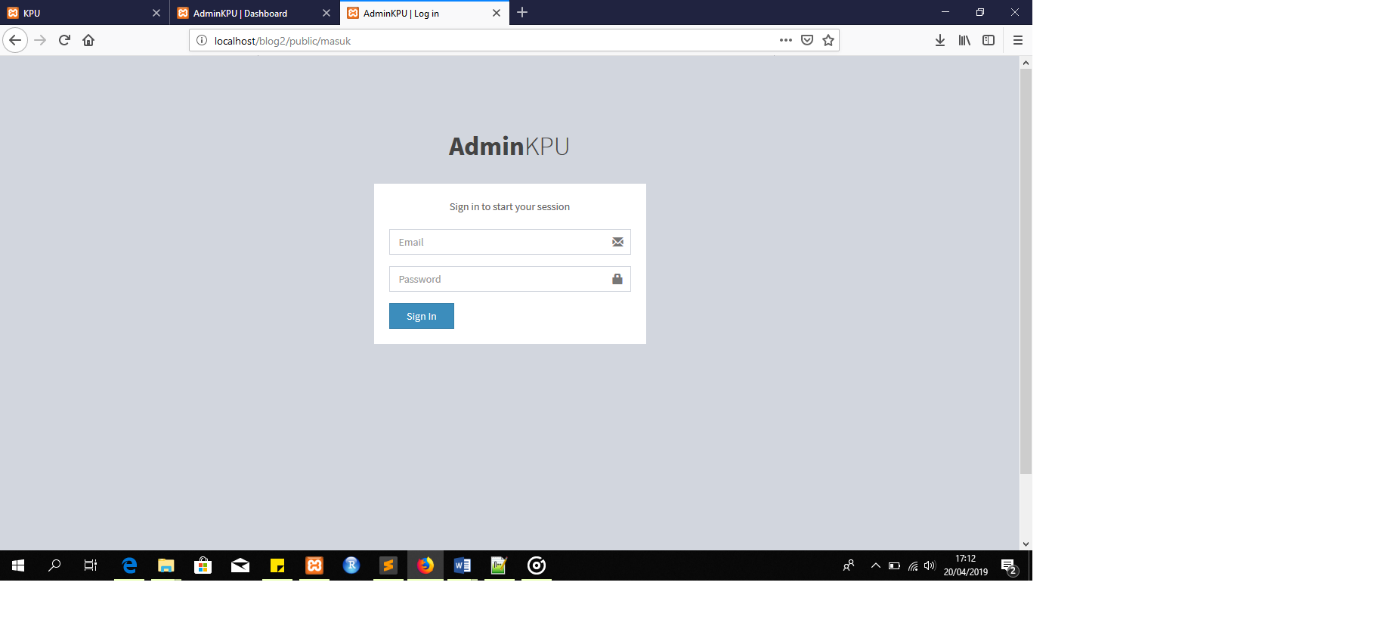 KPU
AdminKPU | Dashboard
AdminKPU | Log in
localhost/blog2/public/masuk
AdminKPU
Sign in to start your session
Email
Password
Sign In
17:12
20/04/2019
2